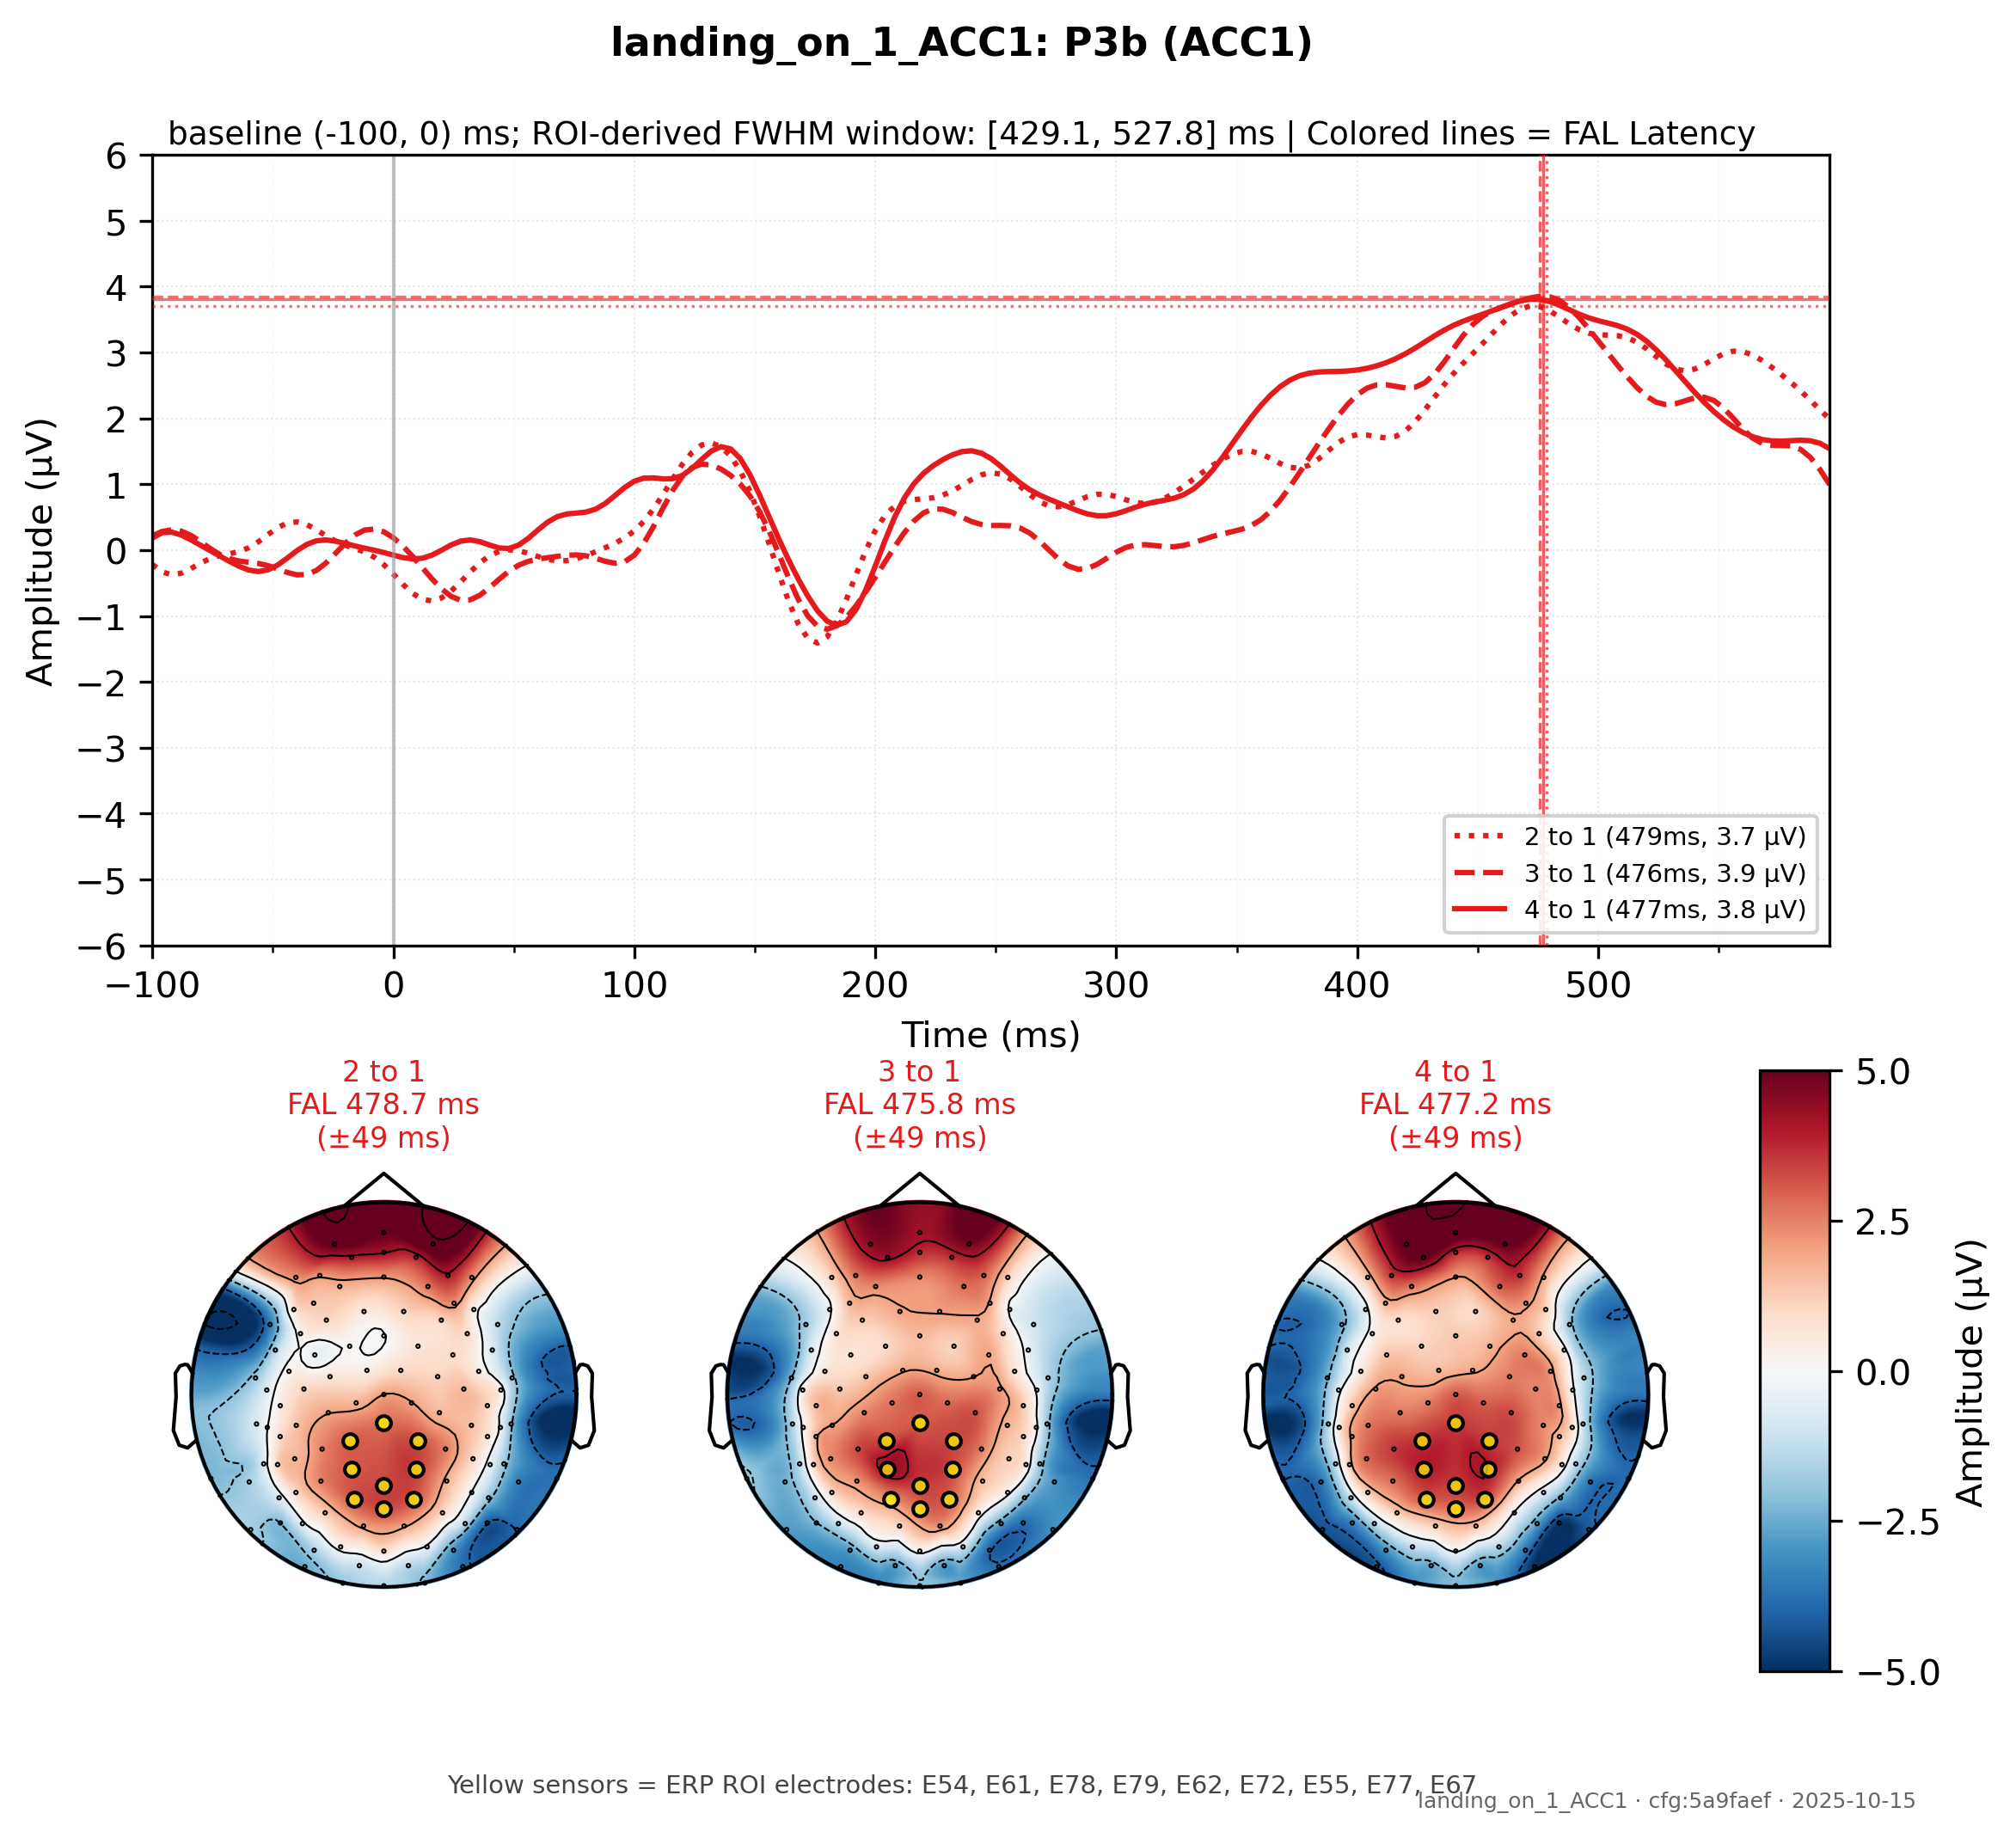 landing_on_1_ACC1: P3b (ACC1)
baseline (-100, 0) ms; ROI-derived FWHM window: [429.1, 527.8] ms | Colored lines = FAL Latency
6
5
4
3
2
1
0
−1
−2
−3
−4
−5
−6
Amplitude (µV)
2 to 1 (479ms, 3.7 µV)
3 to 1 (476ms, 3.9 µV)
4 to 1 (477ms, 3.8 µV)
−100 0 100 200 300 400 500
Time (ms)
2 to 1
FAL 478.7 ms
(±49 ms)
3 to 1
FAL 475.8 ms
(±49 ms)
4 to 1
FAL 477.2 ms
(±49 ms)
5.0
2.5
0.0
−2.5
−5.0
Amplitude (µV)
Yellow sensors = ERP ROI electrodes: E54, E61, E78, E79, E62, E72, E55, E77, E67
landing_on_1_ACC1 · cfg:5a9faef · 2025-10-15